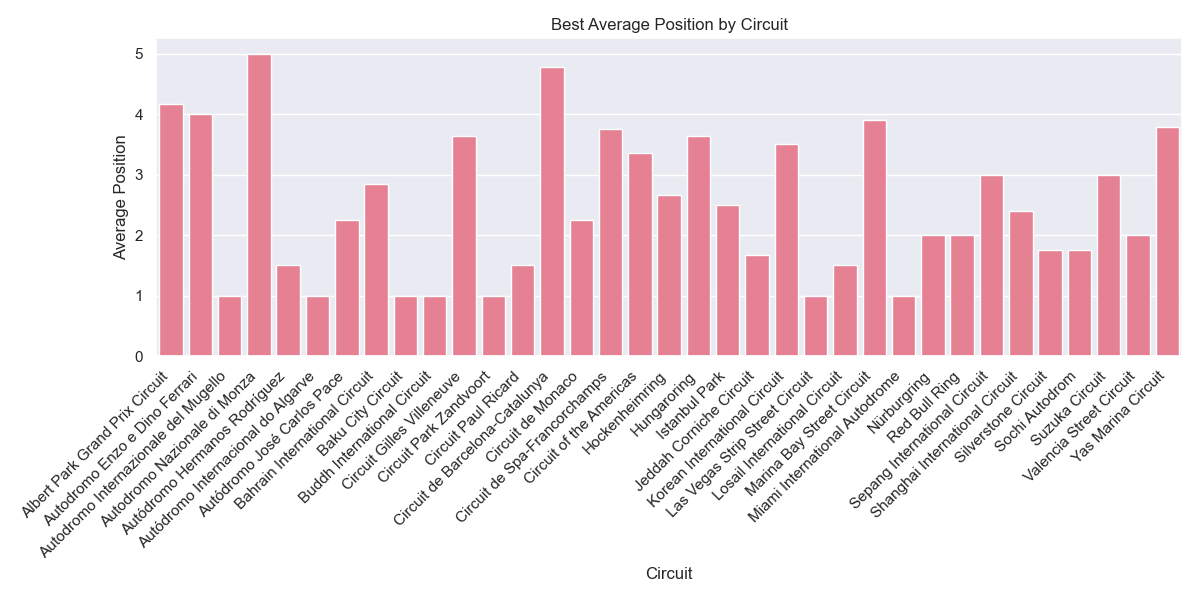 Best Average Position by Circuit
Average Position
5
4
3
2
1
0
Albert Park Grand Prix Circuit
Autodromo Enzo e Dino Ferrari
Autodromo Internazionale del Mugello
Autodromo Nazionale di Monza
Autódromo Hermanos Rodríguez
Autódromo Internacional do Algarve
Autódromo José Carlos Pace
Bahrain International Circuit
Baku City Circuit
Buddh International Circuit
Circuit Gilles Villeneuve
Circuit Park Zandvoort
Circuit Paul Ricard
Circuit de Barcelona-Catalunya
Circuit de Monaco
Circuit de Spa-Francorchamps
Circuit of the Americas
Hockenheimring
Hungaroring
Istanbul Park
Jeddah Corniche Circuit
Korean International Circuit
Las Vegas Strip Street Circuit
Losail International Circuit
Marina Bay Street Circuit
Miami International Autodrome
Nürburgring
Red Bull Ring
Sepang International Circuit
Shanghai International Circuit
Silverstone Circuit
Sochi Autodrom
Suzuka Circuit
Valencia Street Circuit
Yas Marina Circuit
Circuit